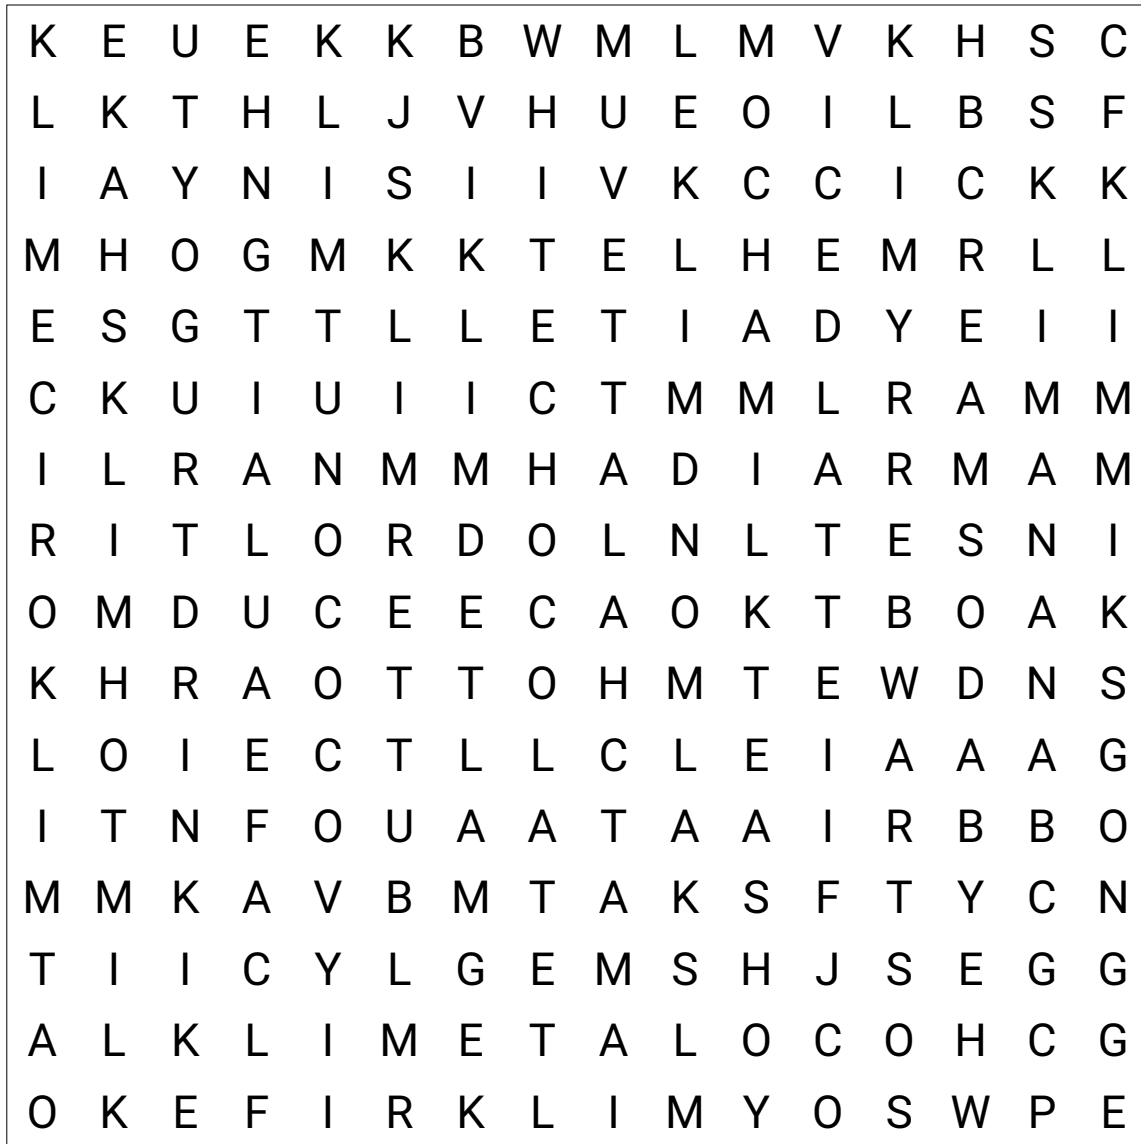 K E U E K K B W M L M V K H S C
L K T H L J V H U E O I L B S F
I A Y N I S I I V K C C I C K K
M H O G M K K T E L H E M R L L
E S G T T L L E T I A D Y E I I
C K U I U I I C T M M L R A M M
I L R A N M M H A D I A R M A M
R I T L O R D O L N L T E S N I
O M D U C E E C A O K T B O A K
K H R A O T T O H M T E W D N S
L O I E C T L L C L E I A A A G
I T N F O U A A T A A I R B B O
M M K A V B M T A K S F T Y C N
T I I C Y L G E M S H J S E G G
A L K L I M E T A L O C O H C G
O K E F I R K L I M Y O S W P E